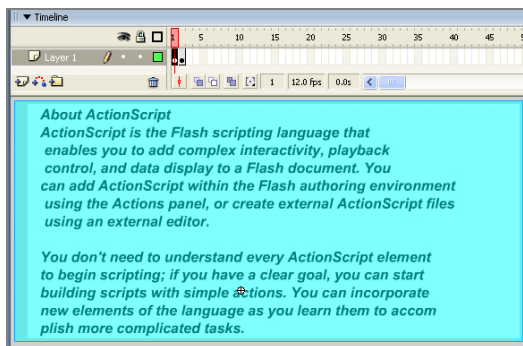 Timeline
1 5 10 15 20 25 30 35 40 45
Layer 1
1 12.0 fps 0.0s
About ActionScript
ActionScript is the Flash scripting language that
enables you to add complex interactivity, playback
control, and data display to a Flash document. You
can add ActionScript within the Flash authoring environment
using the Actions panel, or create external ActionScript files
using an external editor.
You don't need to understand every ActionScript element
to begin scripting; if you have a clear goal, you can start
building scripts with simple actions. You can incorporate
new elements of the language as you learn them to accom
plish more complicated tasks.